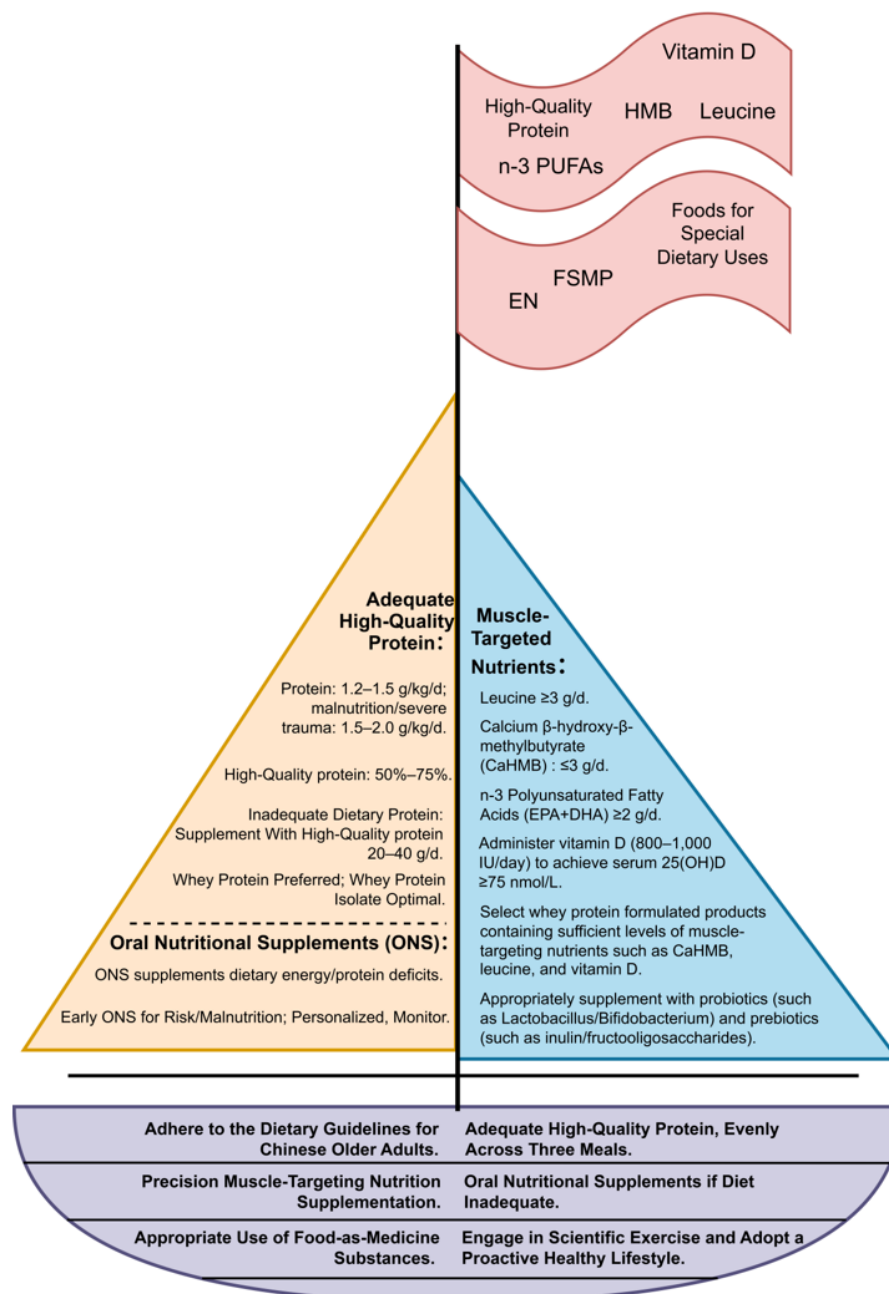 Vitamin D
High-Quality
Protein
HMB
Leucine
n-3 PUFAs
Foods for
Special
Dietary Uses
FSMP
EN
Adequate
High-Quality
Protein：
Protein: 1.2–1.5 g/kg/d;
malnutrition/severe
trauma: 1.5–2.0 g/kg/d.
High-Quality protein: 50%–75%.
Inadequate Dietary Protein:
Supplement With High-Quality protein
20–40 g/d.
Whey Protein Preferred; Whey Protein
Isolate Optimal.
Oral Nutritional Supplements (ONS)：
ONS supplements dietary energy/protein deficits.
Early ONS for Risk/Malnutrition; Personalized, Monitor.
Muscle-
Targeted
Nutrients：
Leucine ≥3 g/d.
Calcium β-hydroxy-β-
methylbutyrate
(CaHMB) : ≤3 g/d.
n-3 Polyunsaturated Fatty
Acids (EPA+DHA) ≥2 g/d.
Administer vitamin D (800–1,000
IU/day) to achieve serum 25(OH)D
≥75 nmol/L.
Select whey protein formulated products
containing sufficient levels of muscle-
targeting nutrients such as CaHMB,
leucine, and vitamin D.
Appropriately supplement with probiotics (such
as Lactobacillus/Bifidobacterium) and prebiotics
(such as inulin/fructooligosaccharides).
Adhere to the Dietary Guidelines for
Chinese Older Adults.
Adequate High-Quality Protein, Evenly
Across Three Meals.
Precision Muscle-Targeting Nutrition
Supplementation.
Oral Nutritional Supplements if Diet
Inadequate.
Appropriate Use of Food-as-Medicine
Substances.
Engage in Scientific Exercise and Adopt a
Proactive Healthy Lifestyle.